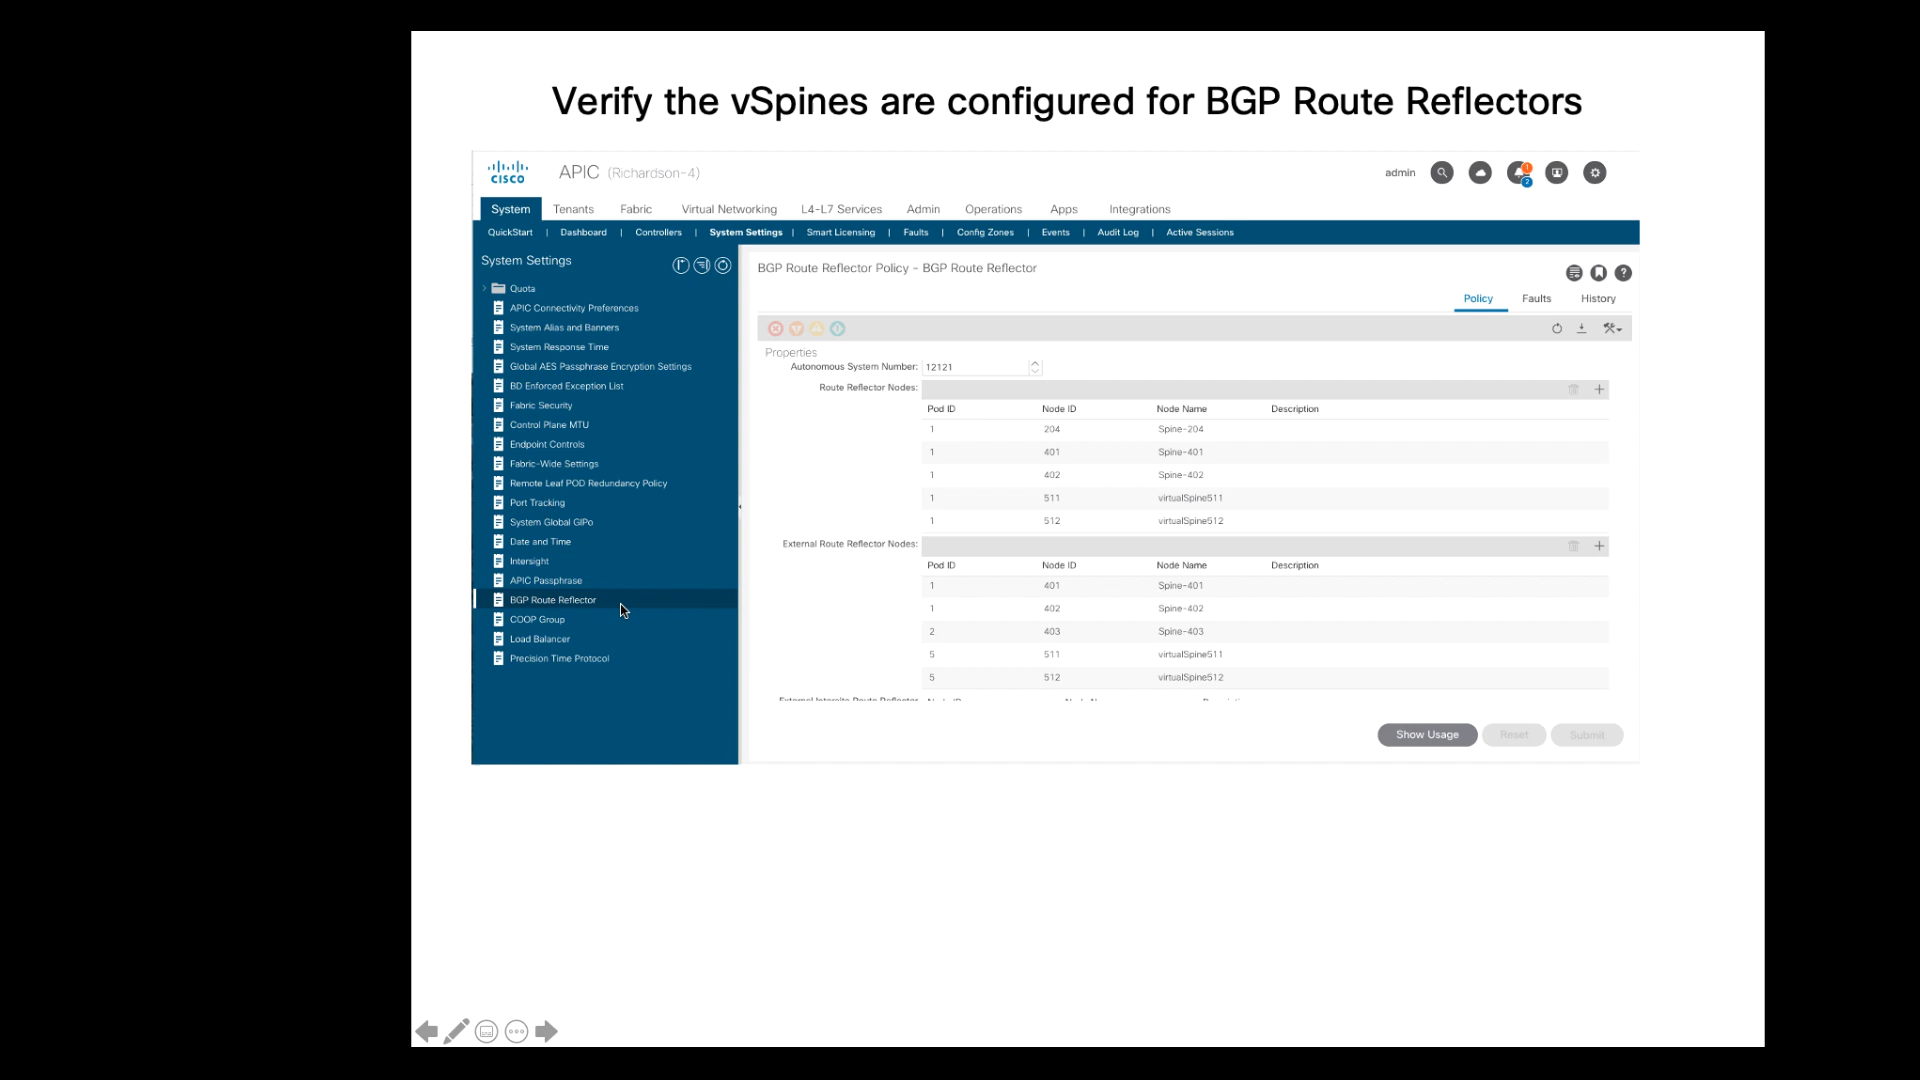 Verify the vSpines are configured for BGP Route Reflectors
CISCO
APIC (Richardson-4)
admin
1
2
System Tenants Fabric Virtual Networking L4-L7 Services Admin Operations Apps Integrations
QuickStart | Dashboard | Controllers | System Settings | Smart Licensing | Faults | Config Zones | Events | Audit Log | Active Sessions
System Settings
Quota
APIC Connectivity Preferences
System Alias and Banners
System Response Time
Global AES Passphrase Encryption Settings
BD Enforced Exception List
Fabric Security
Control Plane MTU
Endpoint Controls
Fabric-Wide Settings
Remote Leaf POD Redundancy Policy
Port Tracking
System Global GIPo
Date and Time
Intersight
APIC Passphrase
BGP Route Reflector
COOP Group
Load Balancer
Precision Time Protocol
BGP Route Reflector Policy - BGP Route Reflector
Policy Faults History
Properties
Autonomous System Number: 12121
Route Reflector Nodes:
Pod ID Node ID Node Name Description
1 204 Spine-204
1 401 Spine-401
1 402 Spine-402
1 511 virtualSpine511
1 512 virtualSpine512
External Route Reflector Nodes:
Pod ID Node ID Node Name Description
1 401 Spine-401
1 402 Spine-402
2 403 Spine-403
5 511 virtualSpine511
5 512 virtualSpine512
External Intersite Route Reflector
Show Usage Reset Submit